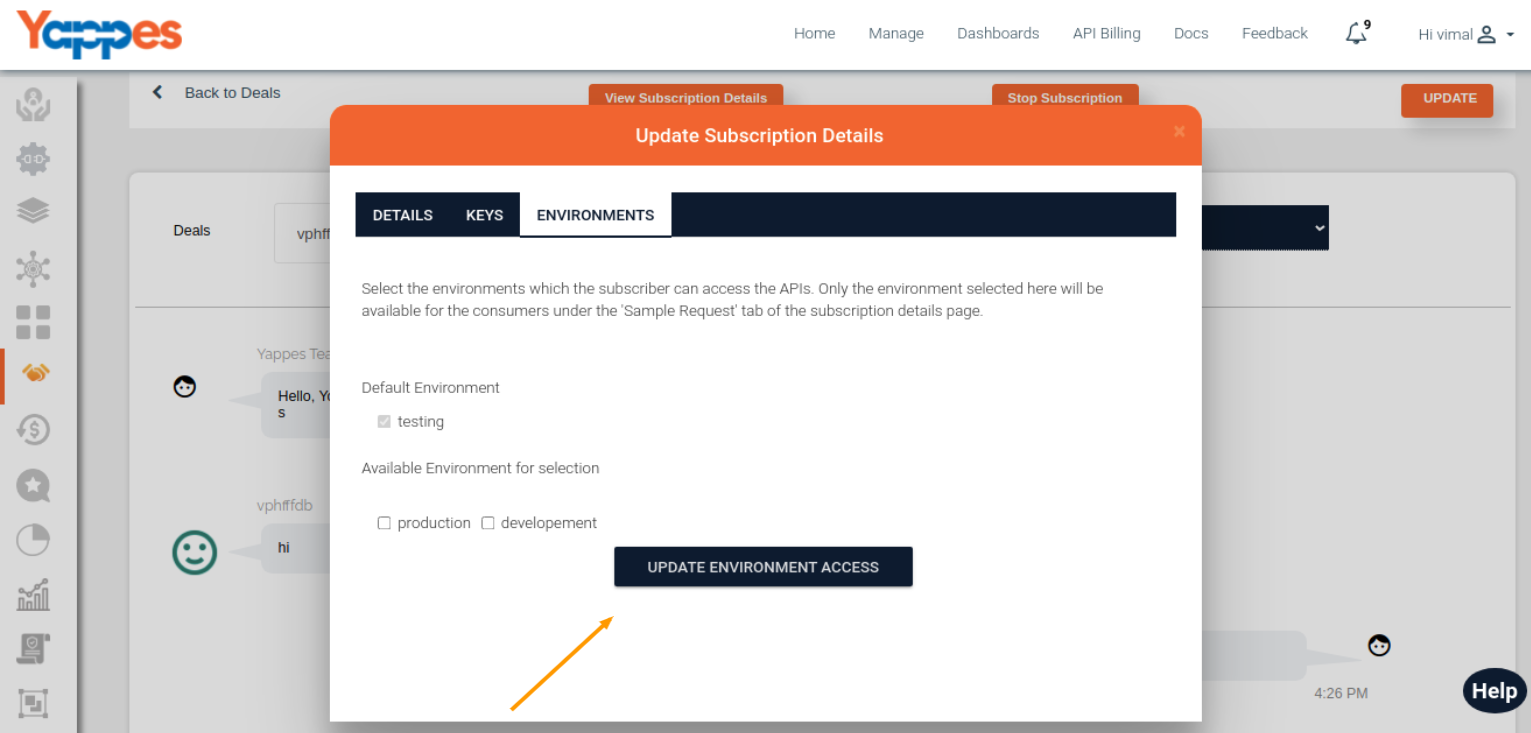 Yappes
Home Manage Dashboards API Billing Docs Feedback 9 Hi vimal
Back to Deals
View Subscription Details
Stop Subscription
UPDATE
Update Subscription Details
×
DETAILS KEYS ENVIRONMENTS
Deals
Select the environments which the subscriber can access the APIs. Only the environment selected here will be
available for the consumers under the 'Sample Request' tab of the subscription details page.
Yappes
Hello,
s
Default Environment
testing
Available Environment for selection
vphffdb
hi
production developement
UPDATE ENVIRONMENT ACCESS
4:26 PM
Help